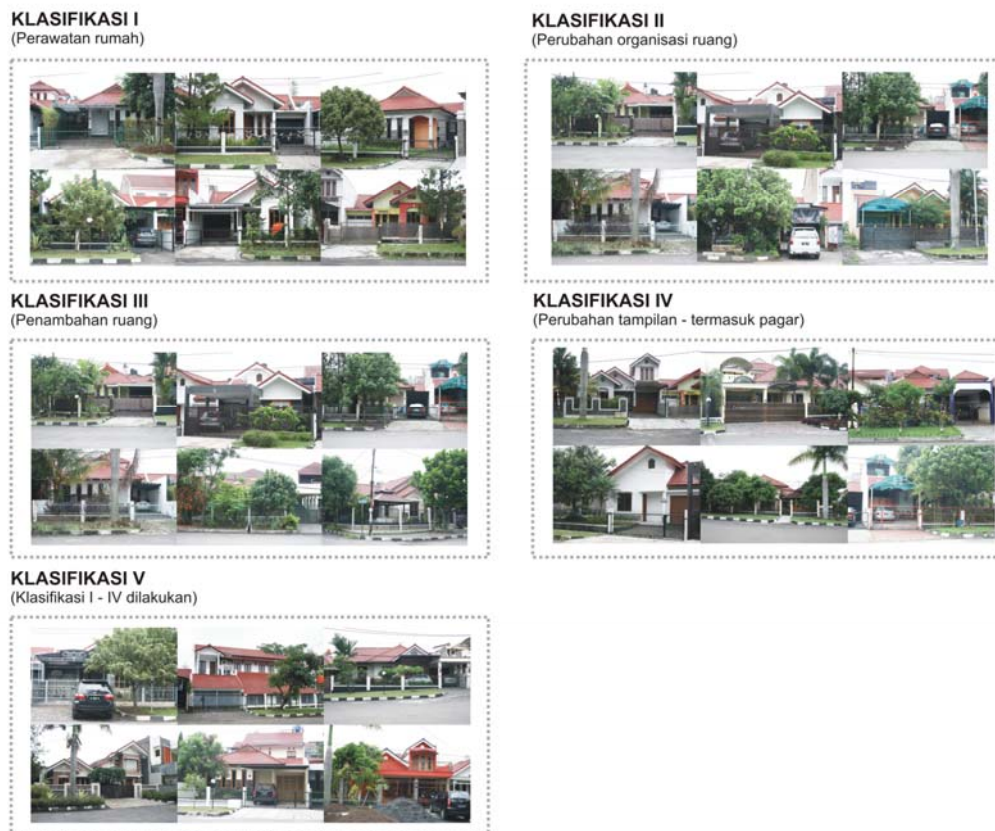 KLASIFIKASI I
(Perawatan rumah)
KLASIFIKASI II
(Perubahan organisasi ruang)
KLASIFIKASI III
(Penambahan ruang)
KLASIFIKASI IV
(Perubahan tampilan - termasuk pagar)
KLASIFIKASI V
(Klasifikasi I - IV dilakukan)